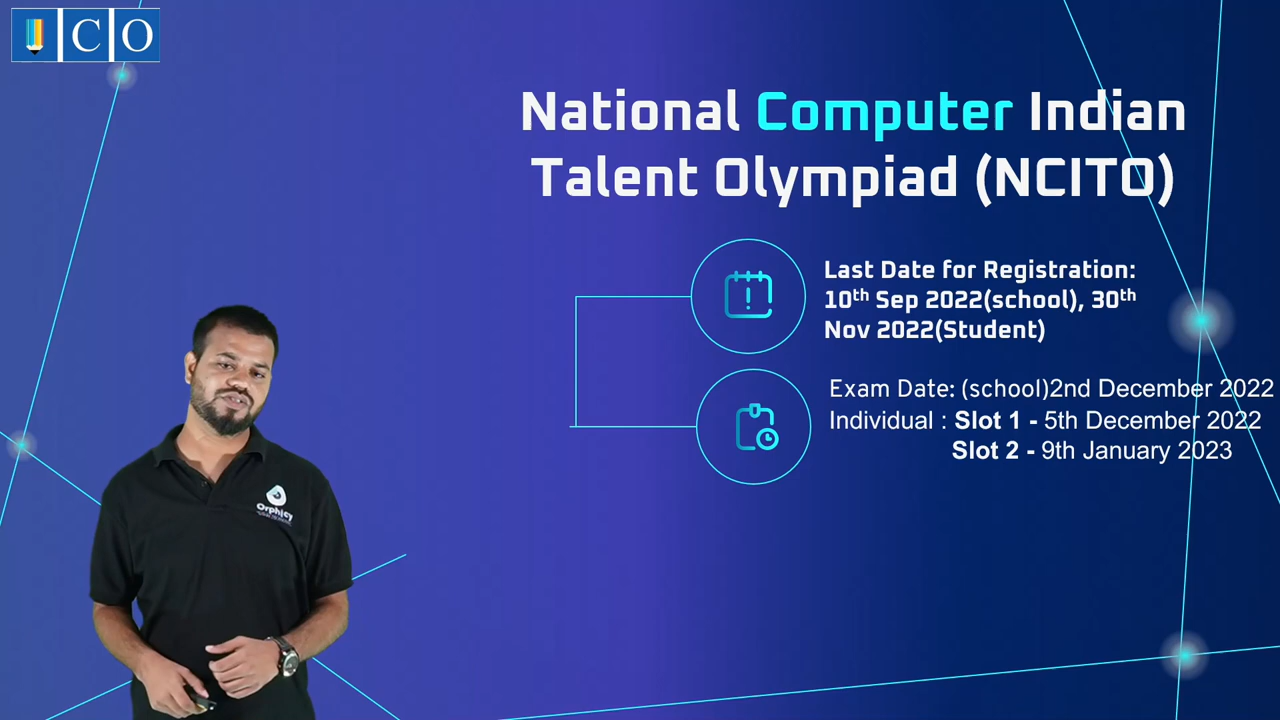 ICO
National Computer Indian
Talent Olympiad (NCITO)
Last Date for Registration:
10th Sep 2022(school), 30th
Nov 2022(Student)
Exam Date: (school)2nd December 2022
Individual : Slot 1 - 5th December 2022
Slot 2 - 9th January 2023
Orphicy